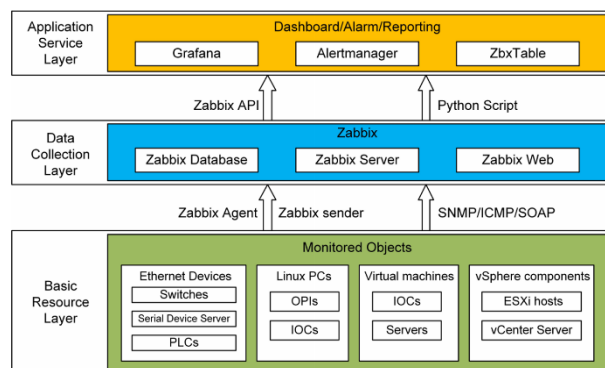 Application
Service
Layer
Dashboard/Alarm/Reporting
Grafana
Alertmanager
ZbxTable
Zabbix API
Python Script
Data
Collection
Layer
Zabbix
Zabbix Database
Zabbix Server
Zabbix Web
Zabbix Agent
Zabbix sender
SNMP/ICMP/SOAP
Basic
Resource
Layer
Monitored Objects
Ethernet Devices
Switches
Serial Device Server
PLCs
Linux PCs
OPIs
IOCs
Virtual machines
IOCs
Servers
vSphere components
ESXi hosts
vCenter Server